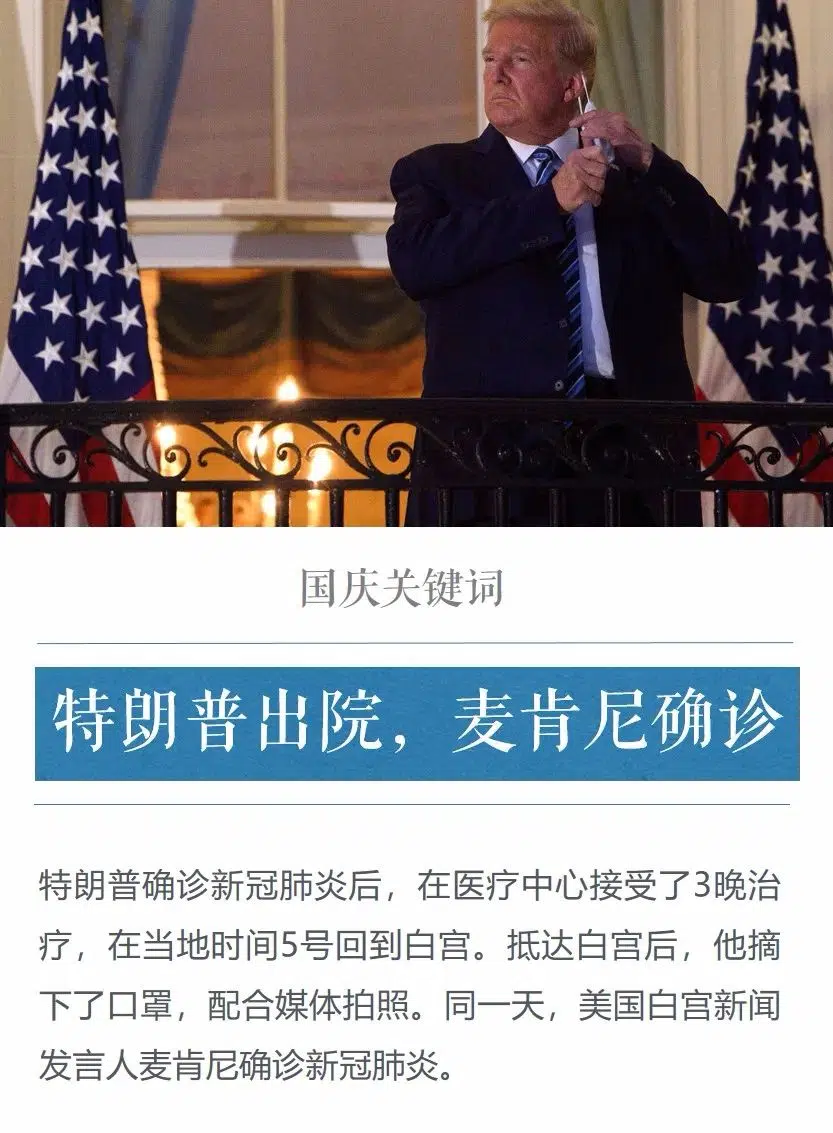 国庆关键词
特朗普出院，麦肯尼确诊
特朗普确诊新冠肺炎后，在医疗中心接受了3晚治
疗，在当地时间5号回到白宫。抵达白宫后，他摘
下了口罩，配合媒体拍照。同一天，美国白宫新闻
发言人麦肯尼确诊新冠肺炎。